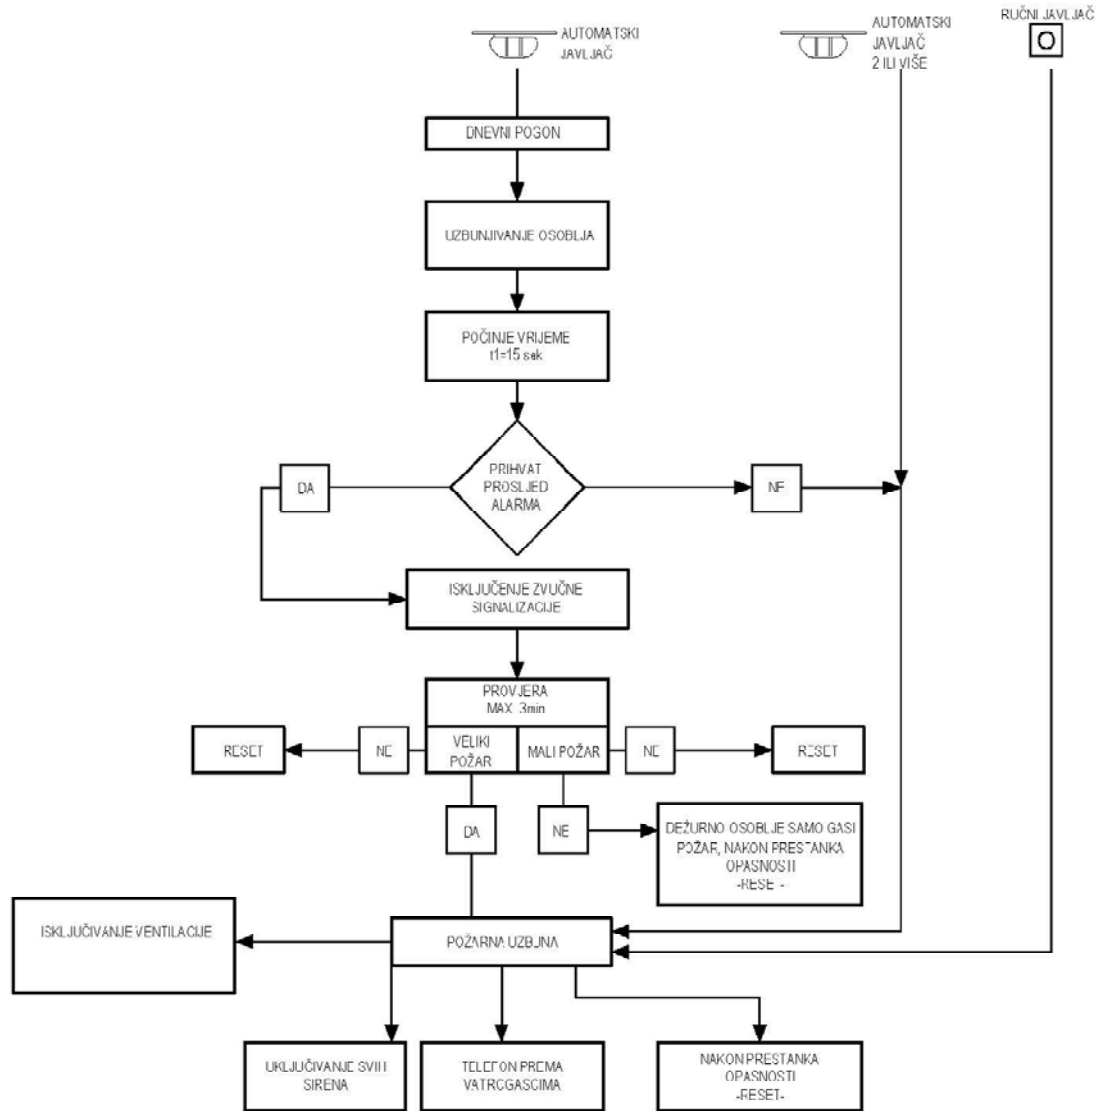 AUTOMATSKI
JAVLJAČ
AUTOMATSKI
JAVLJAČ
2 ILI VIŠE
RUČNI JAVLJAČ
DNEVNI POGON
UZBUNJIVANJE OSOBLJA
POČINJE VRIJEME
t1=15 sek
PRIHVAT
PROSLJED
ALARMA
DA
NE
ISKLJUČENJE ZVUČNE
SIGNALIZACIJE
PROVJERA
MAX. 3min
VELIKI
POŽAR
MALI POŽAR
RESET
NE
NE
RESET
DA
NE
DEŽURNO OSOBLJE SAMO GASI
POŽAR, NAKON PRESTANKA
OPASNOSTI
-RESET-
ISKLJUČIVANJE VENTILACIJE
POŽARNA UZBUNA
UKLJUČIVANJE SVIH
SIRENA
TELEFON PREMA
VATROGASCIMA
NAKON PRESTANKA
OPASNOSTI
-RESET-